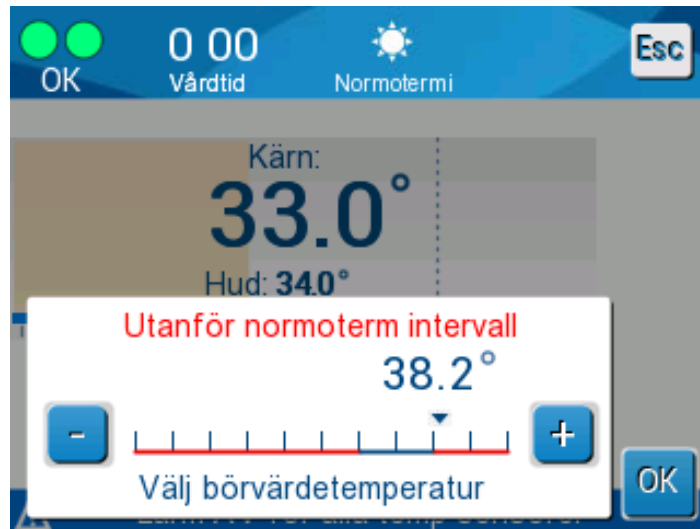 OK
0 00
Vårdtid
Normotermi
Esc
Kärn:
33.0°
Hud: 34.0°
Utanför normoterm intervall
38.2°
-
+
Välj börvärdetemperatur
OK